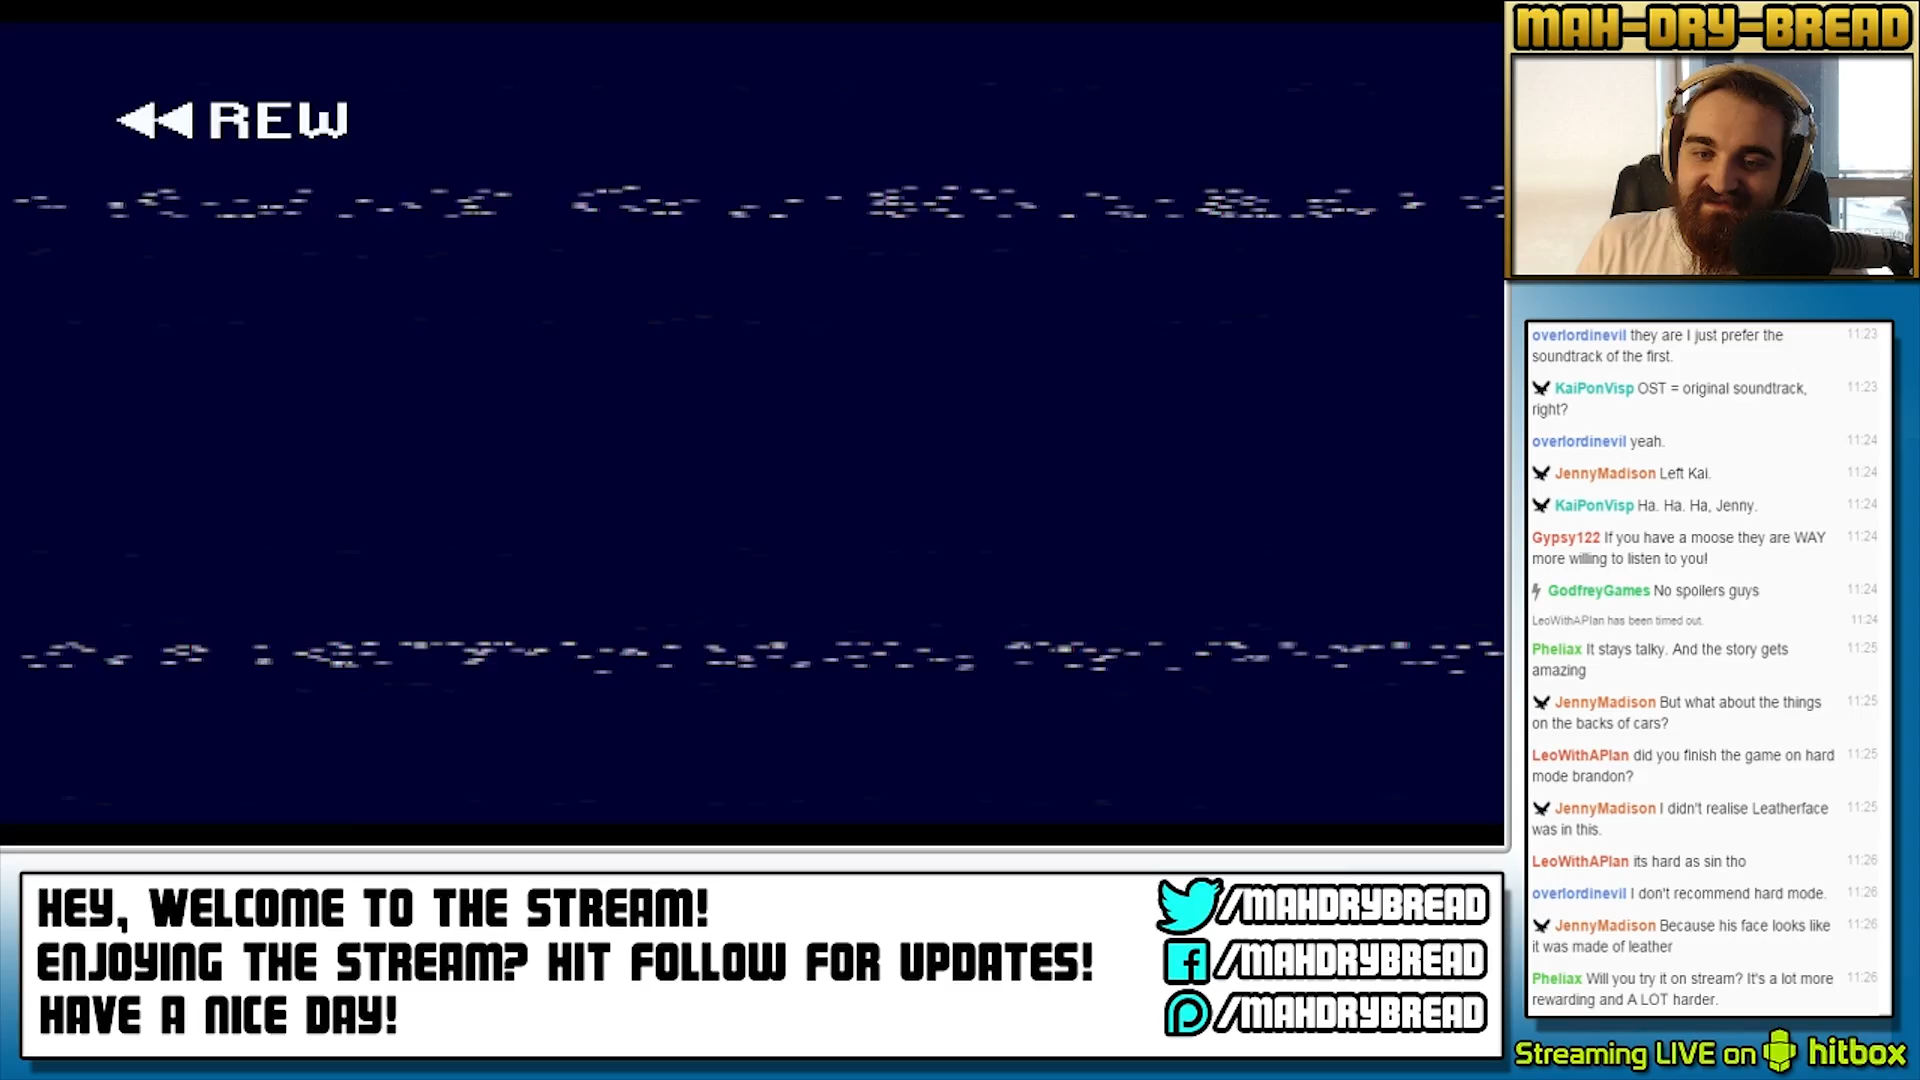 MAH-DRY-BREAD
REW
overlordinevil they are I just prefer the 11:23
soundtrack of the first.
KaiPonVisp OST = original soundtrack, 11:23
right?
overlordinevil yeah. 11:24
JennyMadison Left Kai. 11:24
KaiPonVisp Ha. Ha. Ha, Jenny. 11:24
Gypsy122 If you have a moose they are WAY 11:24
more willing to listen to you!
GodfreyGames No spoilers guys 11:24
LeoWithAPlan has been timed out. 11:24
Pheliax It stays talky. And the story gets 11:25
amazing
JennyMadison But what about the things 11:25
on the backs of cars?
LeoWithAPlan did you finish the game on hard 11:25
mode brandon?
JennyMadison I didn't realise Leatherface 11:25
was in this.
LeoWithAPlan its hard as sin tho 11:26
overlordinevil I don't recommend hard mode. 11:26
JennyMadison Because his face looks like 11:26
it was made of leather
Pheliax Will you try it on stream? It's a lot more 11:26
rewarding and A LOT harder.
HEY, WELCOME TO THE STREAM!
ENJOYING THE STREAM? HIT FOLLOW FOR UPDATES!
HAVE A NICE DAY!
/MAHDRYBREAD
/MAHDRYBREAD
/MAHDRYBREAD
Streaming LIVE on hitbox